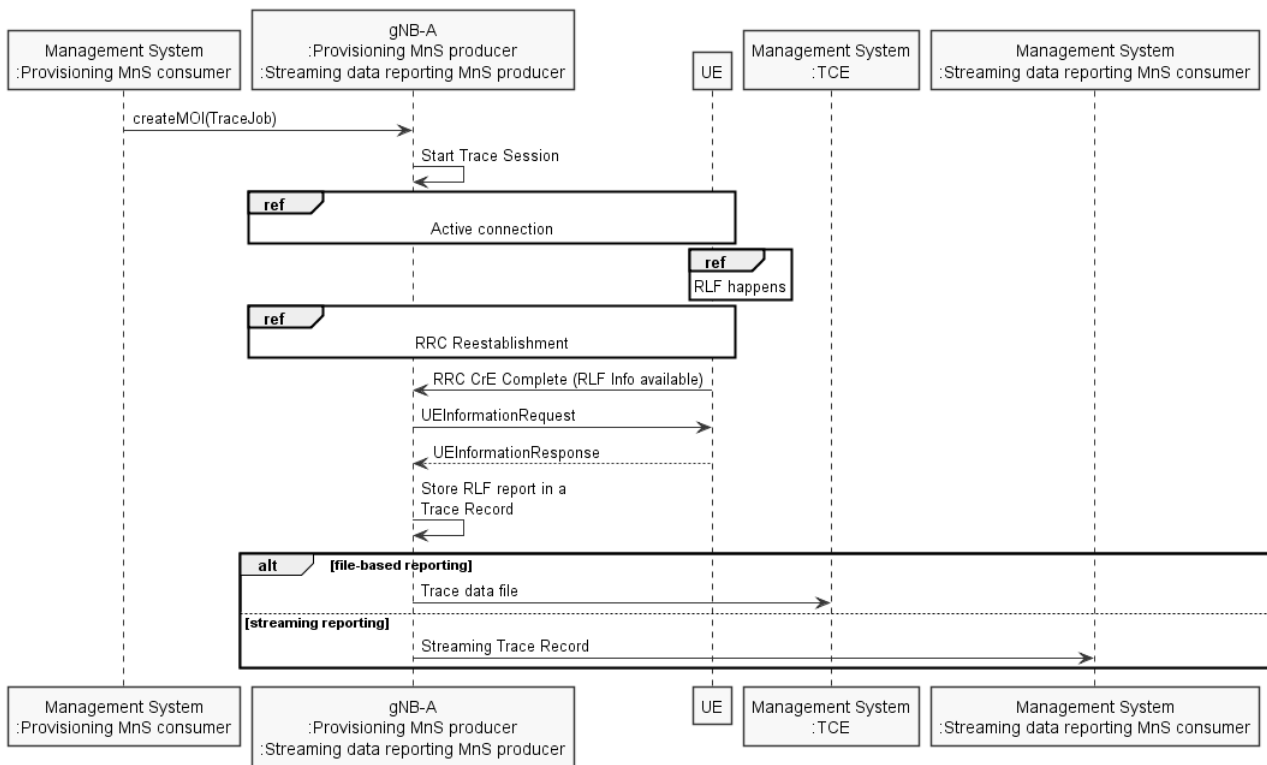 Management System
:Provisioning MnS consumer
gNB-A
:Provisioning MnS producer
:Streaming data reporting MnS producer
UE
Management System
:TCE
Management System
:Streaming data reporting MnS consumer
createMOI(TraceJob)
Start Trace Session
ref
Active connection
ref
RLF happens
ref
RRC Reestablishment
RRC CrE Complete (RLF Info available)
UEInformationRequest
UEInformationResponse
Store RLF report in a
Trace Record
alt [file-based reporting]
Trace data file
[streaming reporting]
Streaming Trace Record
Management System
:Provisioning MnS consumer
gNB-A
:Provisioning MnS producer
:Streaming data reporting MnS producer
UE
Management System
:TCE
Management System
:Streaming data reporting MnS consumer